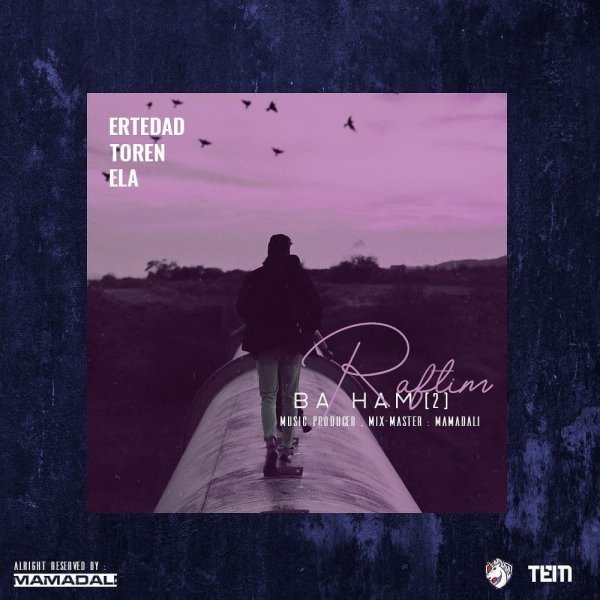 ERTEDAD
TOREN
ELA
Raftim
BA HAM [2]
MUSIC PRODUCER , MIX-MASTER : MAMADALI
ALRIGHT RESERVED BY :
MAMADALI
TEIM